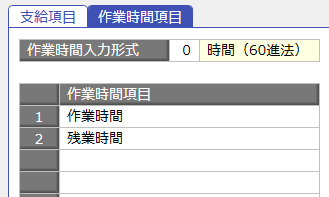 支給項目 作業時間項目
作業時間入力形式 0 時間（60進法）
作業時間項目
1 作業時間
2 残業時間